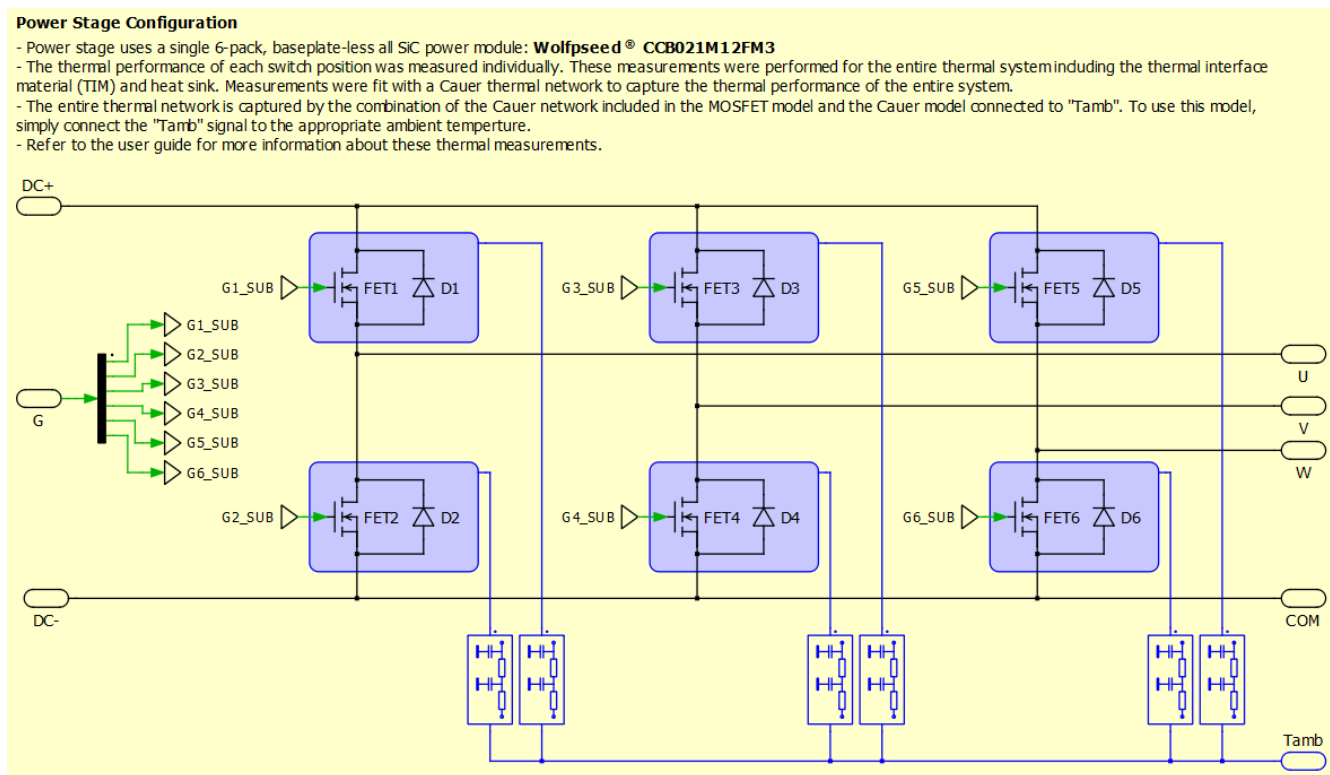 Power Stage Configuration
- Power stage uses a single 6-pack, baseplate-less all SiC power module: Wolfpseed ® CCB021M12FM3
- The thermal performance of each switch position was measured individually. These measurements were performed for the entire thermal system including the thermal interface
material (TIM) and heat sink. Measurements were fit with a Cauer thermal network to capture the thermal performance of the entire system.
- The entire thermal network is captured by the combination of the Cauer network included in the MOSFET model and the Cauer model connected to "Tamb". To use this model,
simply connect the "Tamb" signal to the appropriate ambient temperture.
- Refer to the user guide for more information about these thermal measurements.
DC+
G1_SUB
FET1
D1
G3_SUB
FET3
D3
G5_SUB
FET5
D5
G1_SUB
G2_SUB
G3_SUB
G4_SUB
G5_SUB
G6_SUB
G
U
V
W
G2_SUB
FET2
D2
G4_SUB
FET4
D4
G6_SUB
FET6
D6
DC-
COM
Tamb